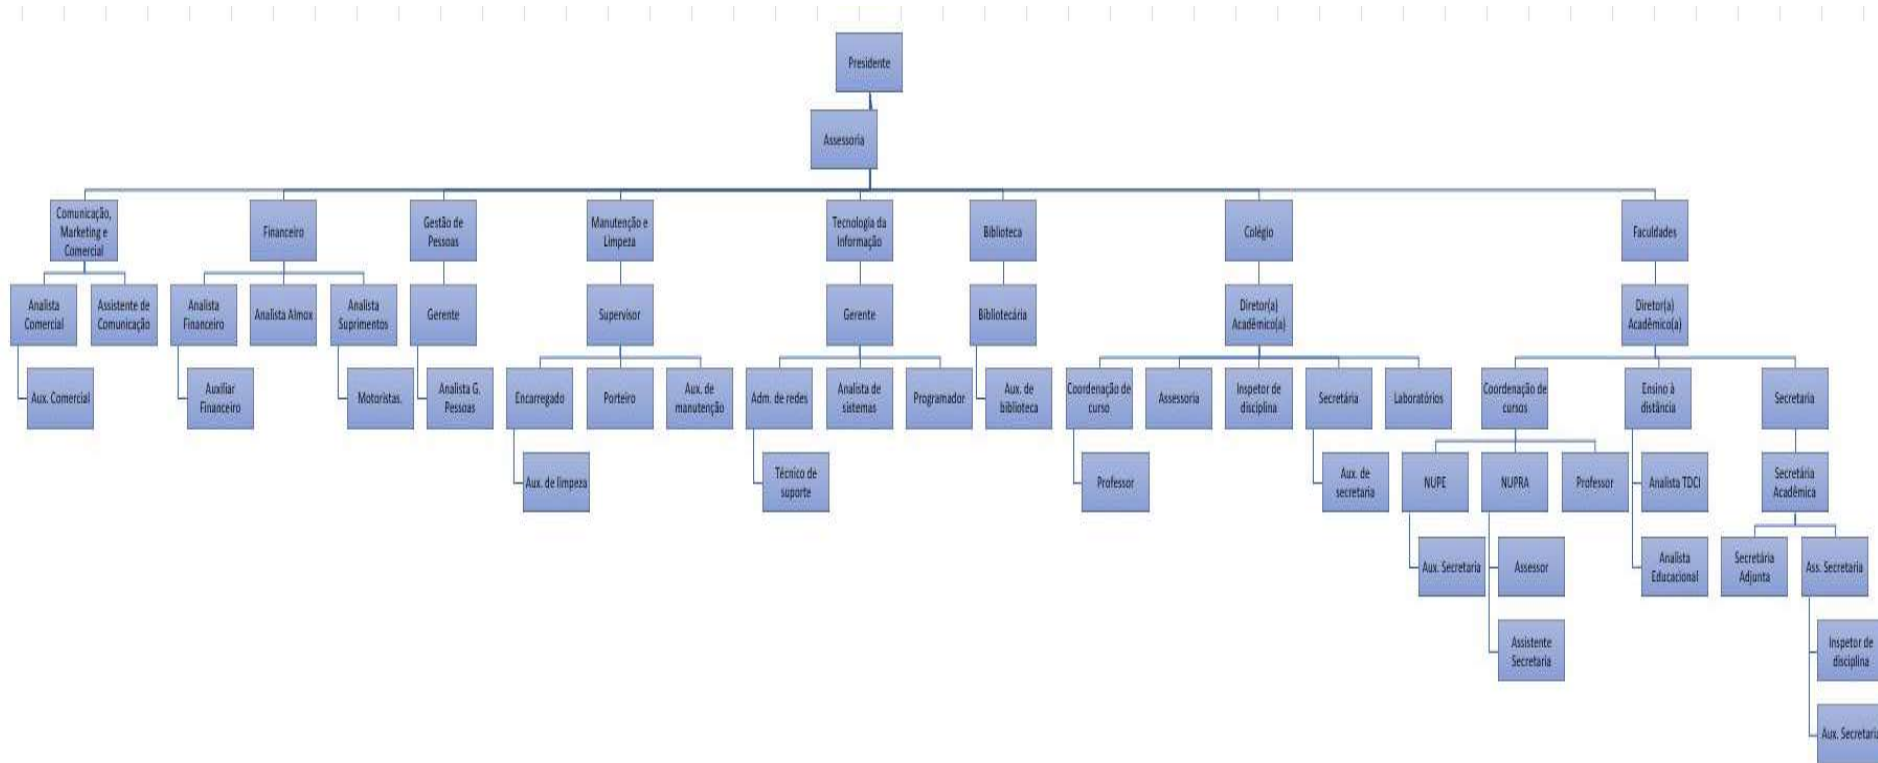 Presidente
Assessoria
Comunicação,
Marketing e
Comercial
Financeiro
Gestão de
Pessoas
Manutenção e
Limpeza
Tecnologia da
Informação
Biblioteca
Colégio
Faculdades
Analista
Comercial
Assistente de
Comunicação
Analista
Financeiro
Analista Almox
Analista
Suprimentos
Gerente
Supervisor
Gerente
Bibliotecária
Diretor(a)
Acadêmico(a)
Diretor(a)
Acadêmico(a)
Aux. Comercial
Auxiliar
Financeiro
Motoristas.
Analista G.
Pessoas
Encarregado
Porteiro
Aux. de
manutenção
Adm. de redes
Analista de
sistemas
Programador
Aux. de
biblioteca
Coordenação de
curso
Assessoria
Inspetor de
disciplina
Secretária
Laboratórios
Coordenação de
cursos
Ensino à
distância
Secretaria
Aux. de limpeza
Técnico de
suporte
Professor
Aux. de
secretaria
NUPE
NUPRA
Professor
Analista TDCI
Secretária
Acadêmica
Aux. Secretaria
Assessor
Analista
Educacional
Secretária
Adjunta
Ass. Secretaria
Assistente
Secretaria
Inspetor de
disciplina
Aux. Secretaria